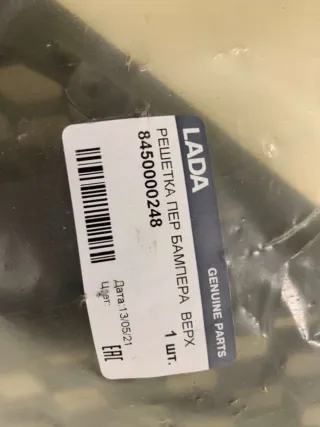 LADA GENUINE PARTS
РЕШЕТКА ПЕР БАМПЕРА ВЕРХ
8450000248
1 шт.
Дата:13/05/21
Цвет:
EAC